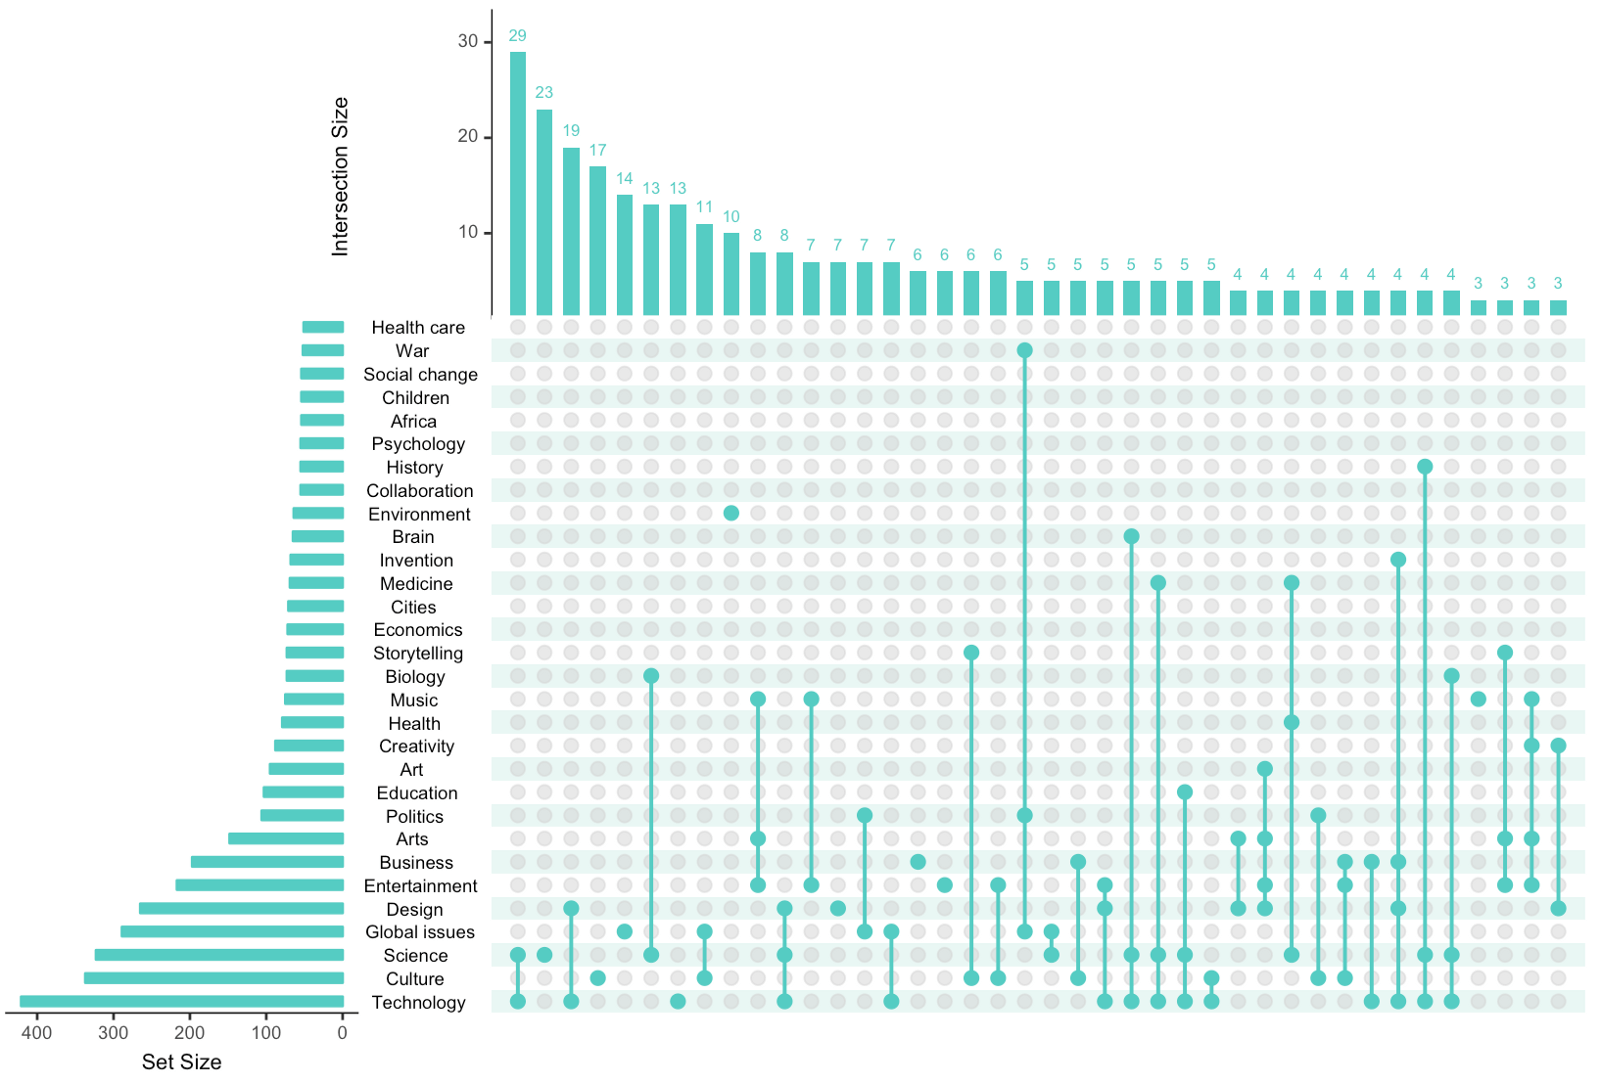 Intersection Size
30
20
10
29
23
19
17
14
13
13
11
10
8
8
7
7
7
7
6
6
6
6
5
5
5
5
5
5
5
5
4
4
4
4
4
4
4
4
4
3
3
3
3
Health care
War
Social change
Children
Africa
Psychology
History
Collaboration
Environment
Brain
Invention
Medicine
Cities
Economics
Storytelling
Biology
Music
Health
Creativity
Art
Education
Politics
Arts
Business
Entertainment
Design
Global issues
Science
Culture
Technology
400 300 200 100 0
Set Size